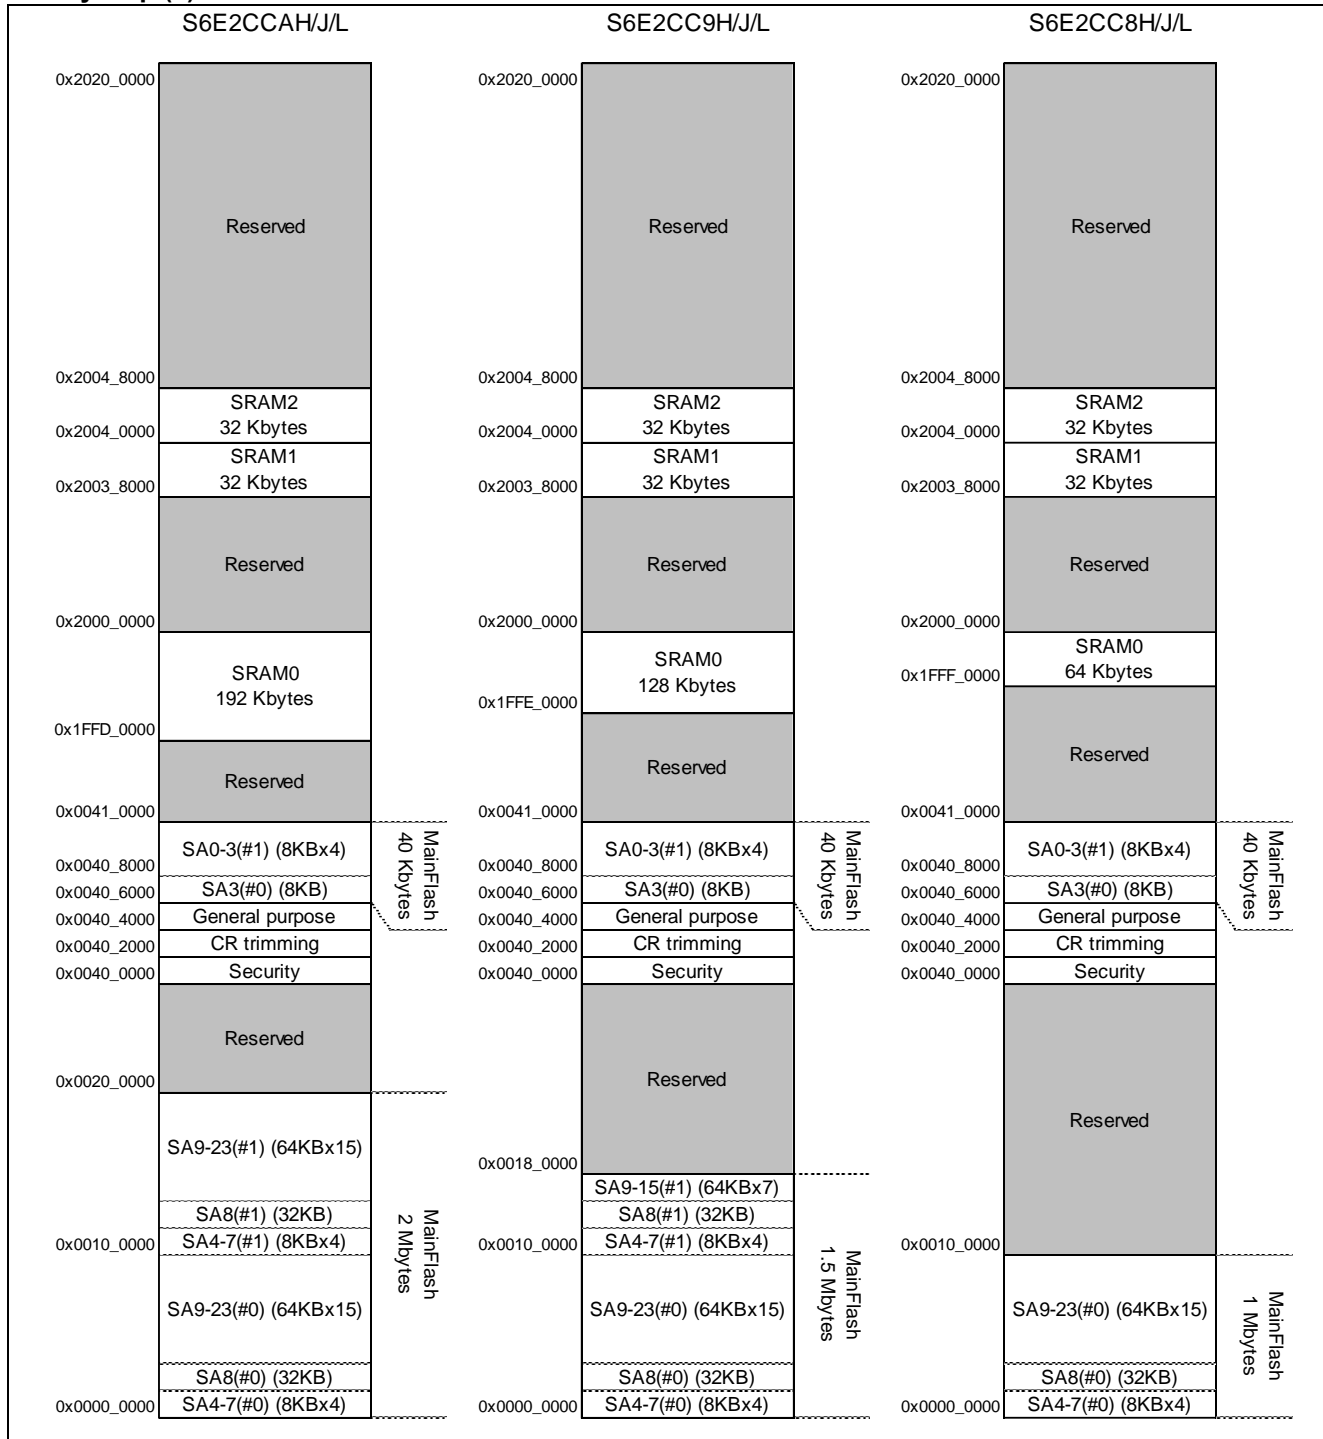 S6E2CCAH/J/L
0x2020_0000
Reserved
0x2004_8000
SRAM2
32 Kbytes
0x2004_0000
SRAM1
32 Kbytes
0x2003_8000
Reserved
0x2000_0000
SRAM0
192 Kbytes
0x1FFD_0000
Reserved
0x0041_0000
SA0-3(#1) (8KBx4)
0x0040_8000
SA3(#0) (8KB)
0x0040_6000
General purpose
0x0040_4000
CR trimming
0x0040_2000
Security
0x0040_0000
MainFlash
40 Kbytes
Reserved
0x0020_0000
SA9-23(#1) (64KBx15)
SA8(#1) (32KB)
SA4-7(#1) (8KBx4)
0x0010_0000
SA9-23(#0) (64KBx15)
SA8(#0) (32KB)
SA4-7(#0) (8KBx4)
0x0000_0000
MainFlash
2 Mbytes
S6E2CC9H/J/L
0x2020_0000
Reserved
0x2004_8000
SRAM2
32 Kbytes
0x2004_0000
SRAM1
32 Kbytes
0x2003_8000
Reserved
0x2000_0000
SRAM0
128 Kbytes
0x1FFE_0000
Reserved
0x0041_0000
SA0-3(#1) (8KBx4)
0x0040_8000
SA3(#0) (8KB)
0x0040_6000
General purpose
0x0040_4000
CR trimming
0x0040_2000
Security
0x0040_0000
MainFlash
40 Kbytes
Reserved
0x0018_0000
SA9-15(#1) (64KBx7)
SA8(#1) (32KB)
SA4-7(#1) (8KBx4)
0x0010_0000
SA9-23(#0) (64KBx15)
SA8(#0) (32KB)
SA4-7(#0) (8KBx4)
0x0000_0000
MainFlash
1.5 Mbytes
S6E2CC8H/J/L
0x2020_0000
Reserved
0x2004_8000
SRAM2
32 Kbytes
0x2004_0000
SRAM1
32 Kbytes
0x2003_8000
Reserved
0x2000_0000
SRAM0
64 Kbytes
0x1FFF_0000
Reserved
0x0041_0000
SA0-3(#1) (8KBx4)
0x0040_8000
SA3(#0) (8KB)
0x0040_6000
General purpose
0x0040_4000
CR trimming
0x0040_2000
Security
0x0040_0000
MainFlash
40 Kbytes
Reserved
0x0010_0000
SA9-23(#0) (64KBx15)
SA8(#0) (32KB)
SA4-7(#0) (8KBx4)
0x0000_0000
MainFlash
1 Mbytes